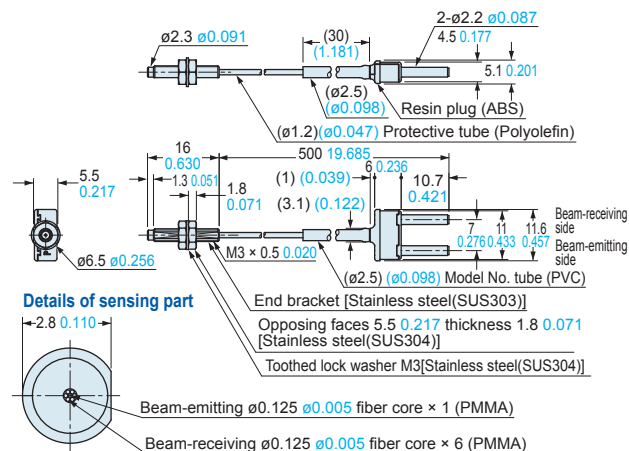 ø2.3 ø0.091
(30)
(1.181)
2-ø2.2 ø0.087
4.5 0.177
5.1 0.201
(ø2.5)
(ø0.098)
Resin plug (ABS)
(ø1.2)(ø0.047) Protective tube (Polyolefin)
16
0.630
500 19.685
5.5
0.217
1.3 0.051
1.8
0.071
(1) (0.039)
6 0.236
10.7
0.421
(3.1) (0.122)
7
0.276
11
0.433
11.6
0.457
Beam-receiving
side
Beam-emitting
side
ø6.5 ø0.256
M3 × 0.5 0.020
(ø2.5) (ø0.098) Model No. tube (PVC)
End bracket [Stainless steel(SUS303)]
Opposing faces 5.5 0.217 thickness 1.8 0.071
[Stainless steel(SUS304)]
Toothed lock washer M3[Stainless steel(SUS304)]
Details of sensing part
2.8 0.110
Beam-emitting ø0.125 ø0.005 fiber core × 1 (PMMA)
Beam-receiving ø0.125 ø0.005 fiber core × 6 (PMMA)